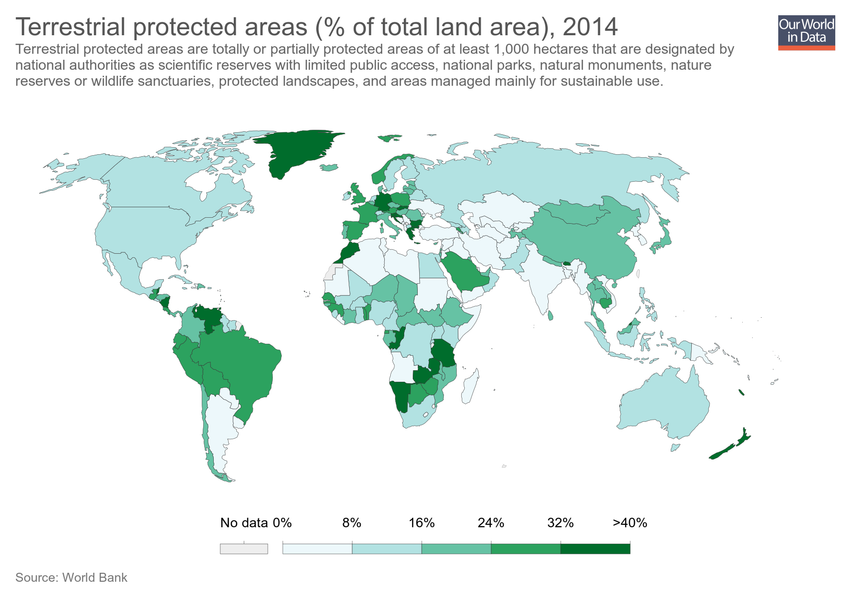 Terrestrial protected areas (% of total land area), 2014
Our World
in Data
Terrestrial protected areas are totally or partially protected areas of at least 1,000 hectares that are designated by
national authorities as scientific reserves with limited public access, national parks, natural monuments, nature
reserves or wildlife sanctuaries, protected landscapes, and areas managed mainly for sustainable use.
No data 0% 8% 16% 24% 32% >40%
Source: World Bank